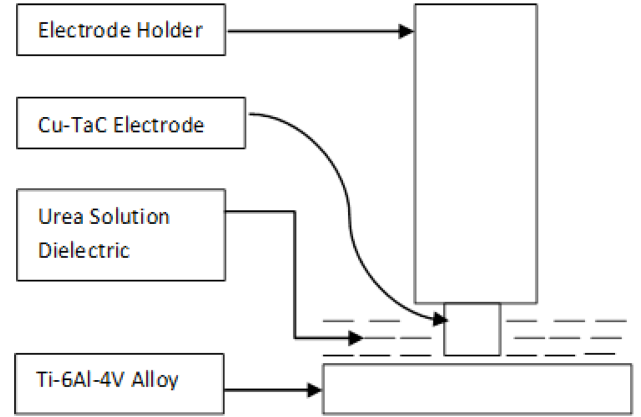 Electrode Holder
Cu-TaC Electrode
Urea Solution
Dielectric
Ti-6Al-4V Alloy